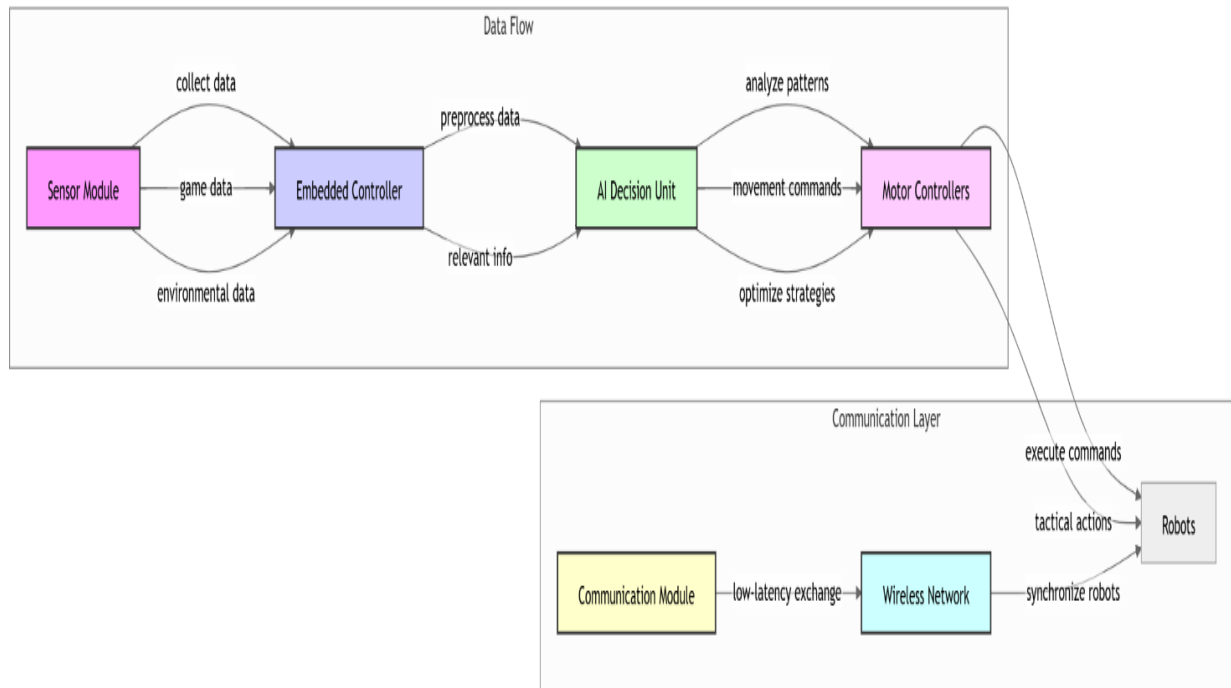 Data Flow
collect data
preprocess data
analyze patterns
Sensor Module
game data
Embedded Controller
AI Decision Unit
movement commands
Motor Controllers
relevant info
environmental data
optimize strategies
Communication Layer
execute commands
tactical actions
Robots
Communication Module
low-latency exchange
Wireless Network
synchronize robots